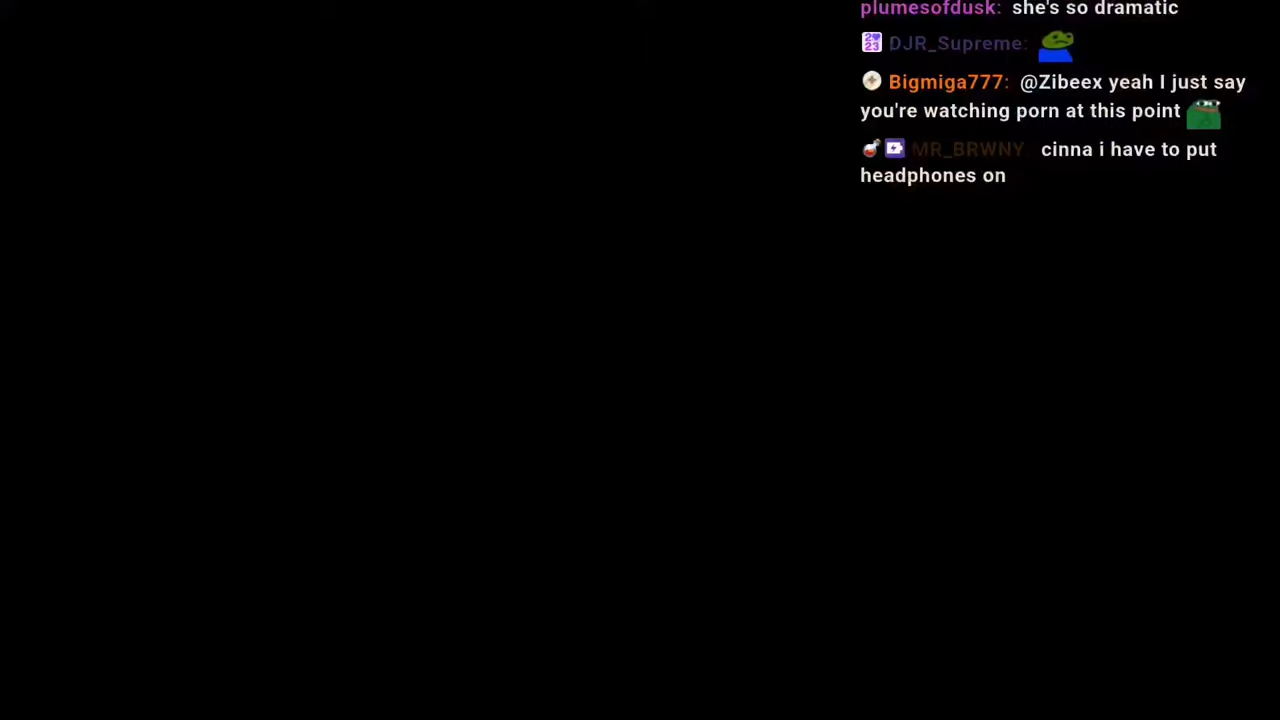 plumesofdusk: she's so dramatic
2023 DJR_Supreme:
Bigmiga777: @Zibeex yeah I just say
you're watching porn at this point
MR_BRWNY: cinna i have to put
headphones on